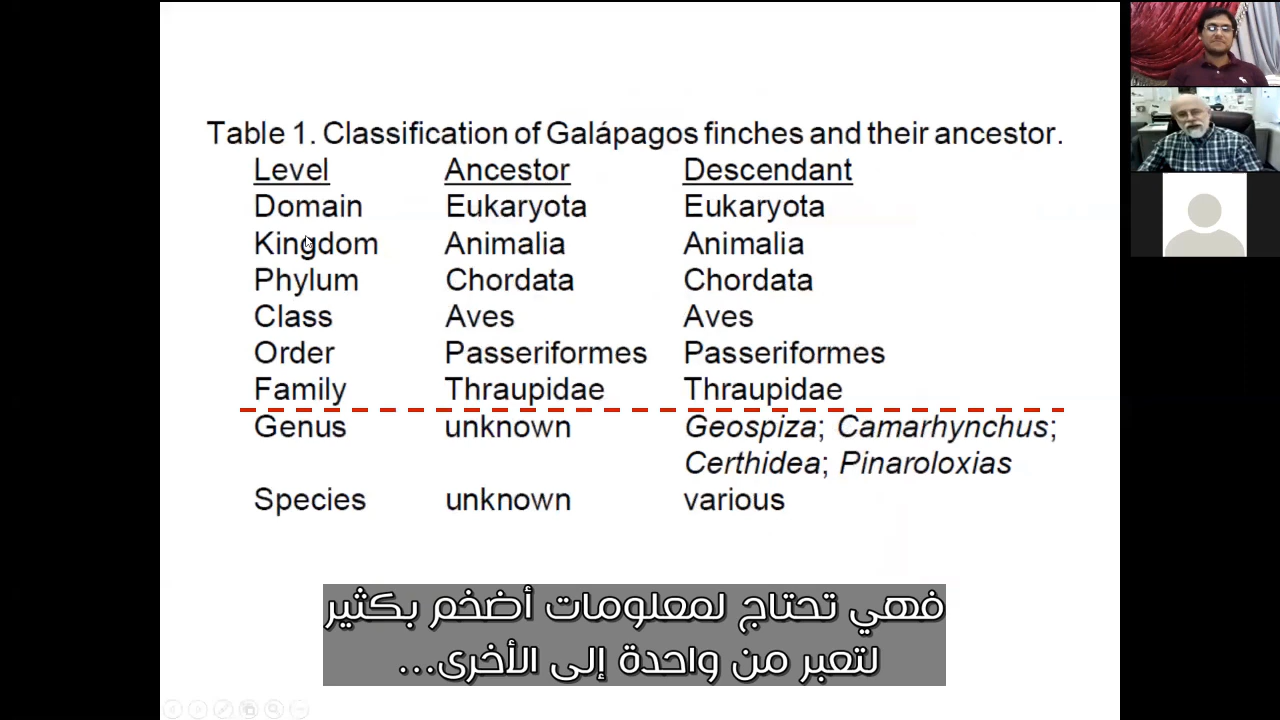 Table 1. Classification of Galápagos finches and their ancestor.
Level Ancestor Descendant
Domain Eukaryota Eukaryota
Kingdom Animalia Animalia
Phylum Chordata Chordata
Class Aves Aves
Order Passeriformes Passeriformes
Family Thraupidae Thraupidae
Genus unknown Geospiza; Camarhynchus;
Certhidea; Pinaroloxias
Species unknown various
فهي تحتاج لمعلومات أضخم بكثير
لتعبر من واحدة إلى الأخرى...